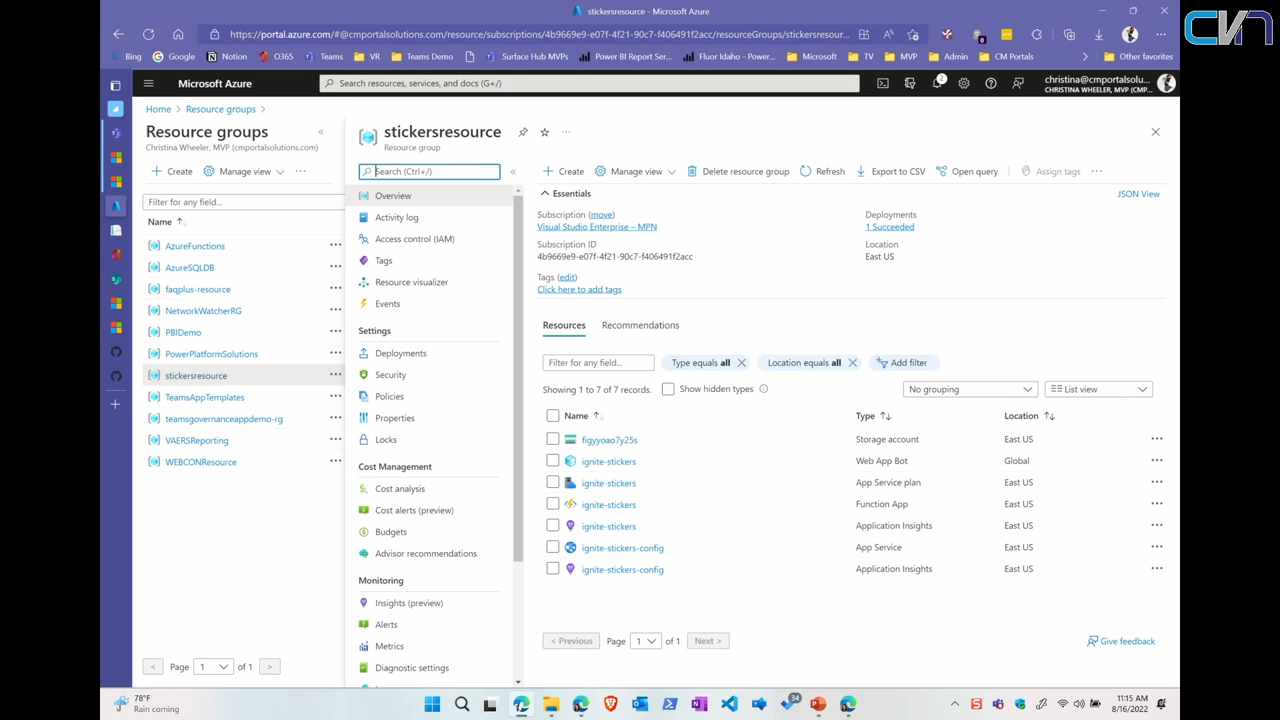 stickersresource - Microsoft Azure
CVN
https://portal.azure.com/#@cmportalsolutions.com/resource/subscriptions/4b9669e9-e07f-4f21-90c7-f406491f2acc/resourceGroups/stickersresour...
Bing Google Notion O365 Teams VR Teams Demo Surface Hub MVPs Power BI Report Ser... Fluor Idaho - Power... Microsoft TV MVP Admin CM Portals Other favorites
Microsoft Azure
Search resources, services, and docs (G+/)
2
christina@cmportalsoluti...
CHRISTINA WHEELER, MVP (CMP...
Home > Resource groups >
Resource groups
Christina Wheeler, MVP (cmportalsolutions.com)
Create Manage view ...
Filter for any field...
Name
AzureFunctions
AzureSQLDB
faqplus-resource
NetworkWatcherRG
PBIDemo
PowerPlatformSolutions
stickersresource
TeamsAppTemplates
teamsgovernanceappdemo-rg
VAERSReporting
WEBCONResource
< Page 1 of 1 >
stickersresource
Resource group
Search (Ctrl+/)
Overview
Activity log
Access control (IAM)
Tags
Resource visualizer
Events
Settings
Deployments
Security
Policies
Properties
Locks
Cost Management
Cost analysis
Cost alerts (preview)
Budgets
Advisor recommendations
Monitoring
Insights (preview)
Alerts
Metrics
Diagnostic settings
Create Manage view Delete resource group Refresh Export to CSV Open query Assign tags ...
Essentials
JSON View
Subscription (move)
Visual Studio Enterprise – MPN
Subscription ID
4b9669e9-e07f-4f21-90c7-f406491f2acc
Tags (edit)
Click here to add tags
Deployments
1 Succeeded
Location
East US
Resources Recommendations
Filter for any field... Type equals all Location equals all Add filter
Showing 1 to 7 of 7 records. Show hidden types No grouping List view
Name Type Location
figyyoao7y25s Storage account East US
ignite-stickers Web App Bot Global
ignite-stickers App Service plan East US
ignite-stickers Function App East US
ignite-stickers Application Insights East US
ignite-stickers-config App Service East US
ignite-stickers-config Application Insights East US
< Previous Page 1 of 1 Next >
Give feedback
78°F
Rain coming
34
11:15 AM
8/16/2022